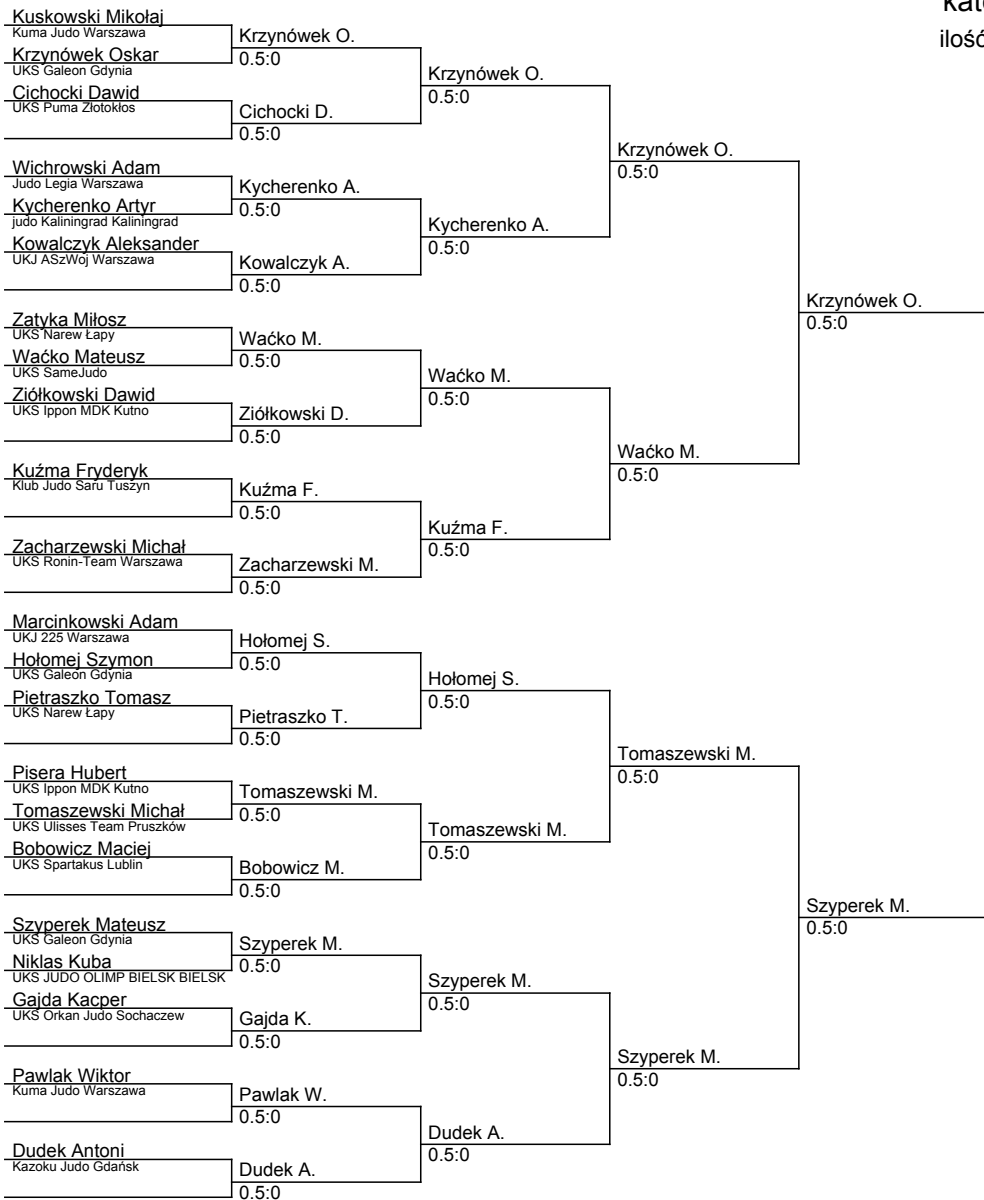 kate
ilość
Kuskowski Mikołaj
Kuma Judo Warszawa
Krzynówek Oskar
UKS Galeon Gdynia
Cichocki Dawid
UKS Puma Złotokłos
Wichrowski Adam
Judo Legia Warszawa
Kycherenko Artyr
judo Kaliningrad Kaliningrad
Kowalczyk Aleksander
UKJ ASzWoj Warszawa
Zatyka Miłosz
UKS Narew Łapy
Waćko Mateusz
UKS SameJudo
Ziółkowski Dawid
UKS Ippon MDK Kutno
Kuźma Fryderyk
Klub Judo Saru Tuszyn
Zacharzewski Michał
UKS Ronin-Team Warszawa
Marcinkowski Adam
UKJ 225 Warszawa
Hołomej Szymon
UKS Galeon Gdynia
Pietraszko Tomasz
UKS Narew Łapy
Pisera Hubert
UKS Ippon MDK Kutno
Tomaszewski Michał
UKS Ulisses Team Pruszków
Bobowicz Maciej
UKS Spartakus Lublin
Szyperek Mateusz
UKS Galeon Gdynia
Niklas Kuba
UKS JUDO OLIMP BIELSK BIELSK
Gajda Kacper
UKS Orkan Judo Sochaczew
Pawlak Wiktor
Kuma Judo Warszawa
Dudek Antoni
Kazoku Judo Gdańsk
Krzynówek O.
0.5:0
Cichocki D.
0.5:0
Kycherenko A.
0.5:0
Kowalczyk A.
0.5:0
Waćko M.
0.5:0
Ziółkowski D.
0.5:0
Kuźma F.
0.5:0
Zacharzewski M.
0.5:0
Hołomej S.
0.5:0
Pietraszko T.
0.5:0
Tomaszewski M.
0.5:0
Bobowicz M.
0.5:0
Szyperek M.
0.5:0
Gajda K.
0.5:0
Pawlak W.
0.5:0
Dudek A.
0.5:0
Krzynówek O.
0.5:0
Kycherenko A.
0.5:0
Waćko M.
0.5:0
Kuźma F.
0.5:0
Hołomej S.
0.5:0
Tomaszewski M.
0.5:0
Szyperek M.
0.5:0
Dudek A.
0.5:0
Krzynówek O.
0.5:0
Waćko M.
0.5:0
Tomaszewski M.
0.5:0
Szyperek M.
0.5:0
Krzynówek O.
0.5:0
Szyperek M.
0.5:0